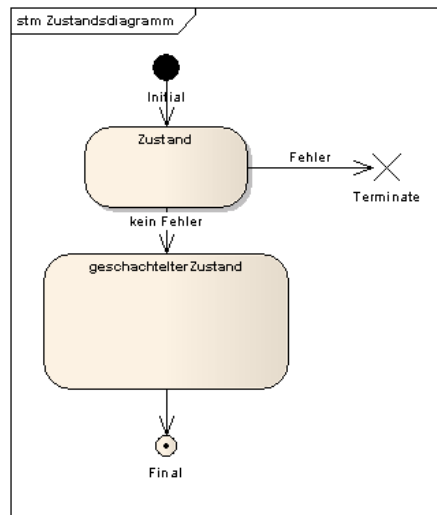 stm Zustandsdiagramm
Initial
Zustand
Fehler
Terminate
kein Fehler
geschachtelterZustand
Final